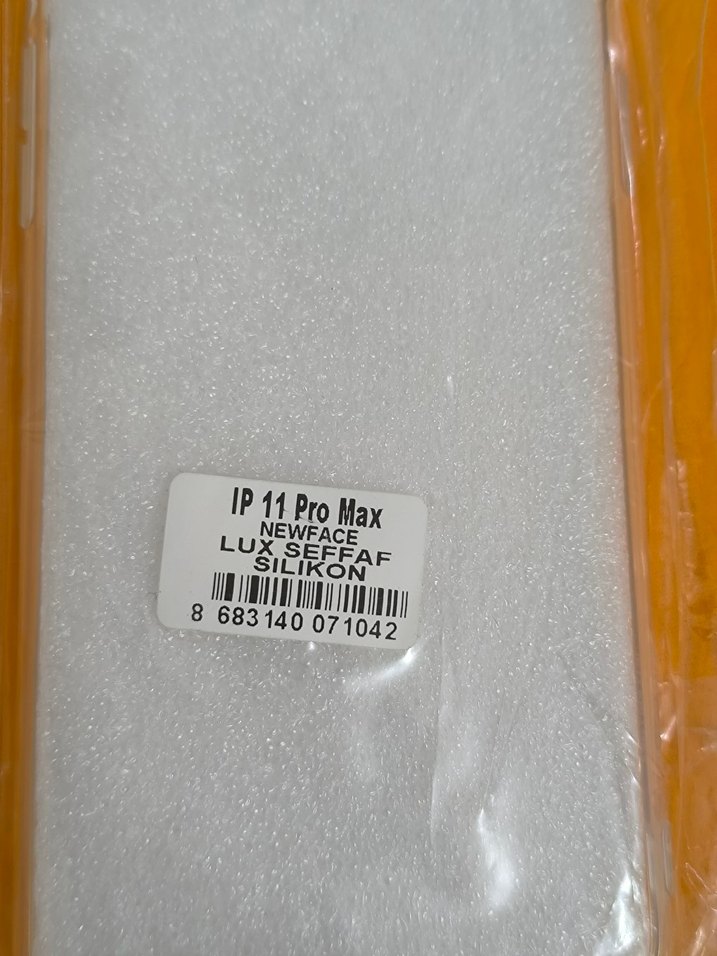 IP 11 Pro Max
NEWFACE
LUX SEFFAF
SILIKON
8 683140 071042